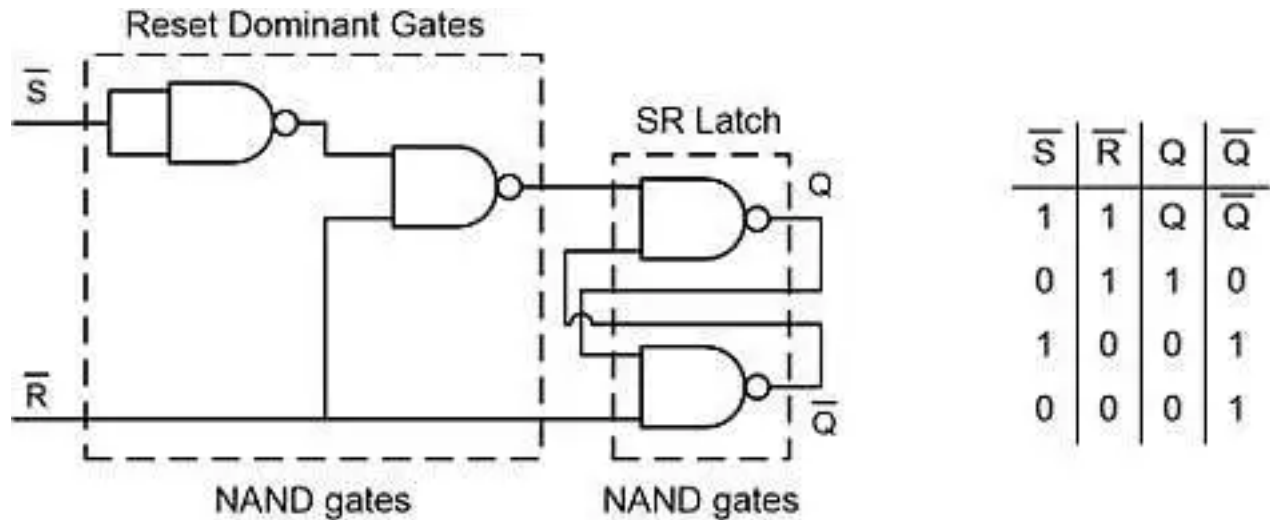 Reset Dominant Gates
S̅
SR Latch
Q
R̅
Q̅
NAND gates
NAND gates
S̅ R̅ Q Q̅
1 1 Q Q̅
0 1 1 0
1 0 0 1
0 0 0 1